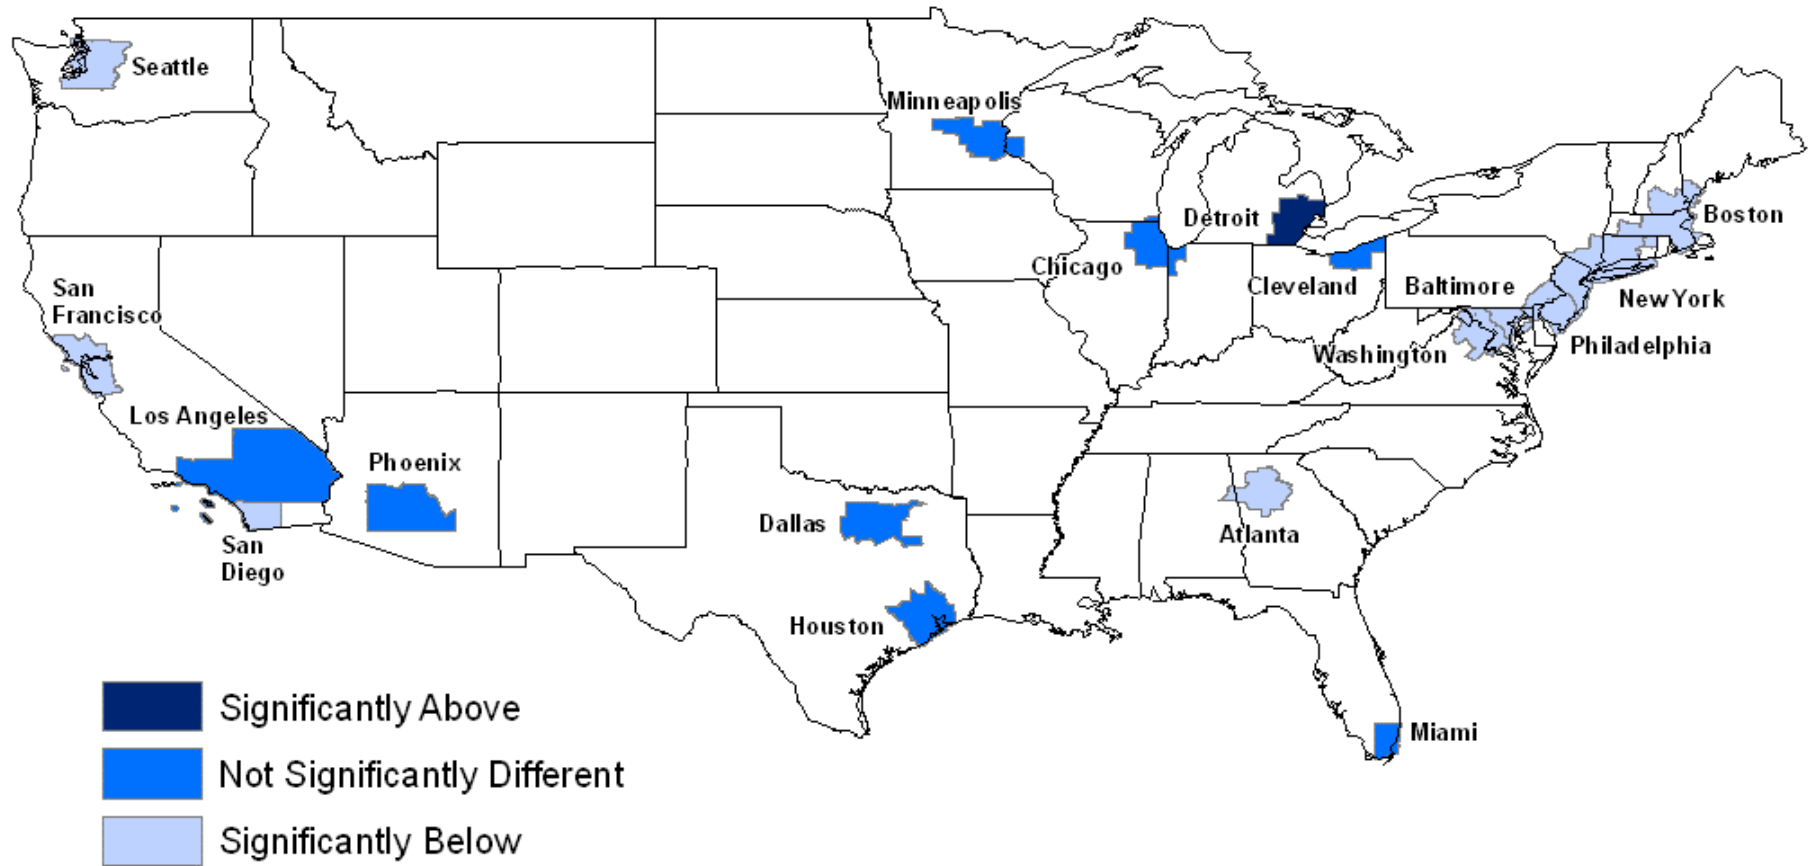 Seattle
Minneapolis
Detroit
Boston
Chicago
Cleveland
Baltimore
New York
San
Francisco
Washington
Philadelphia
Los Angeles
Phoenix
Dallas
Atlanta
San
Diego
Houston
Miami
Significantly Above
Not Significantly Different
Significantly Below